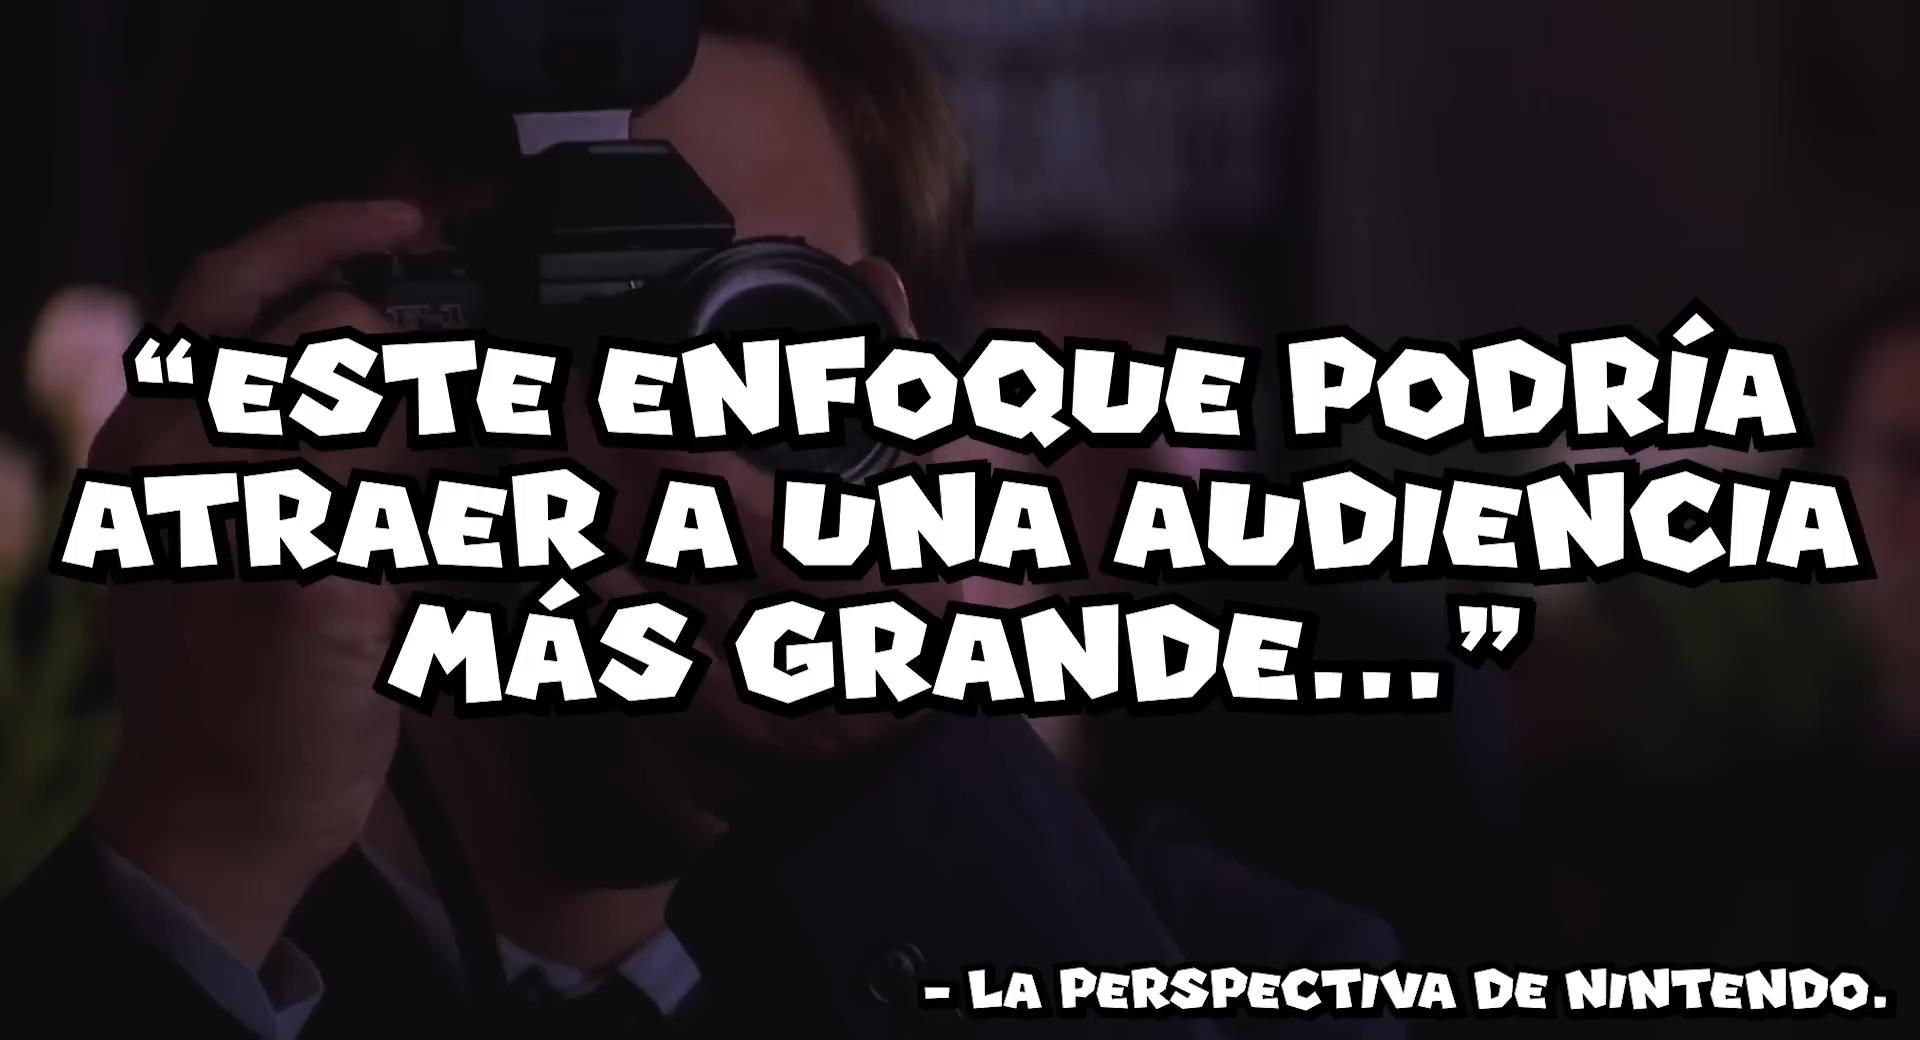 “ESTE ENFOQUE PODRÍA
ATRAER A UNA AUDIENCIA
MÁS GRANDE...”
- LA PERSPECTIVA DE NINTENDO.